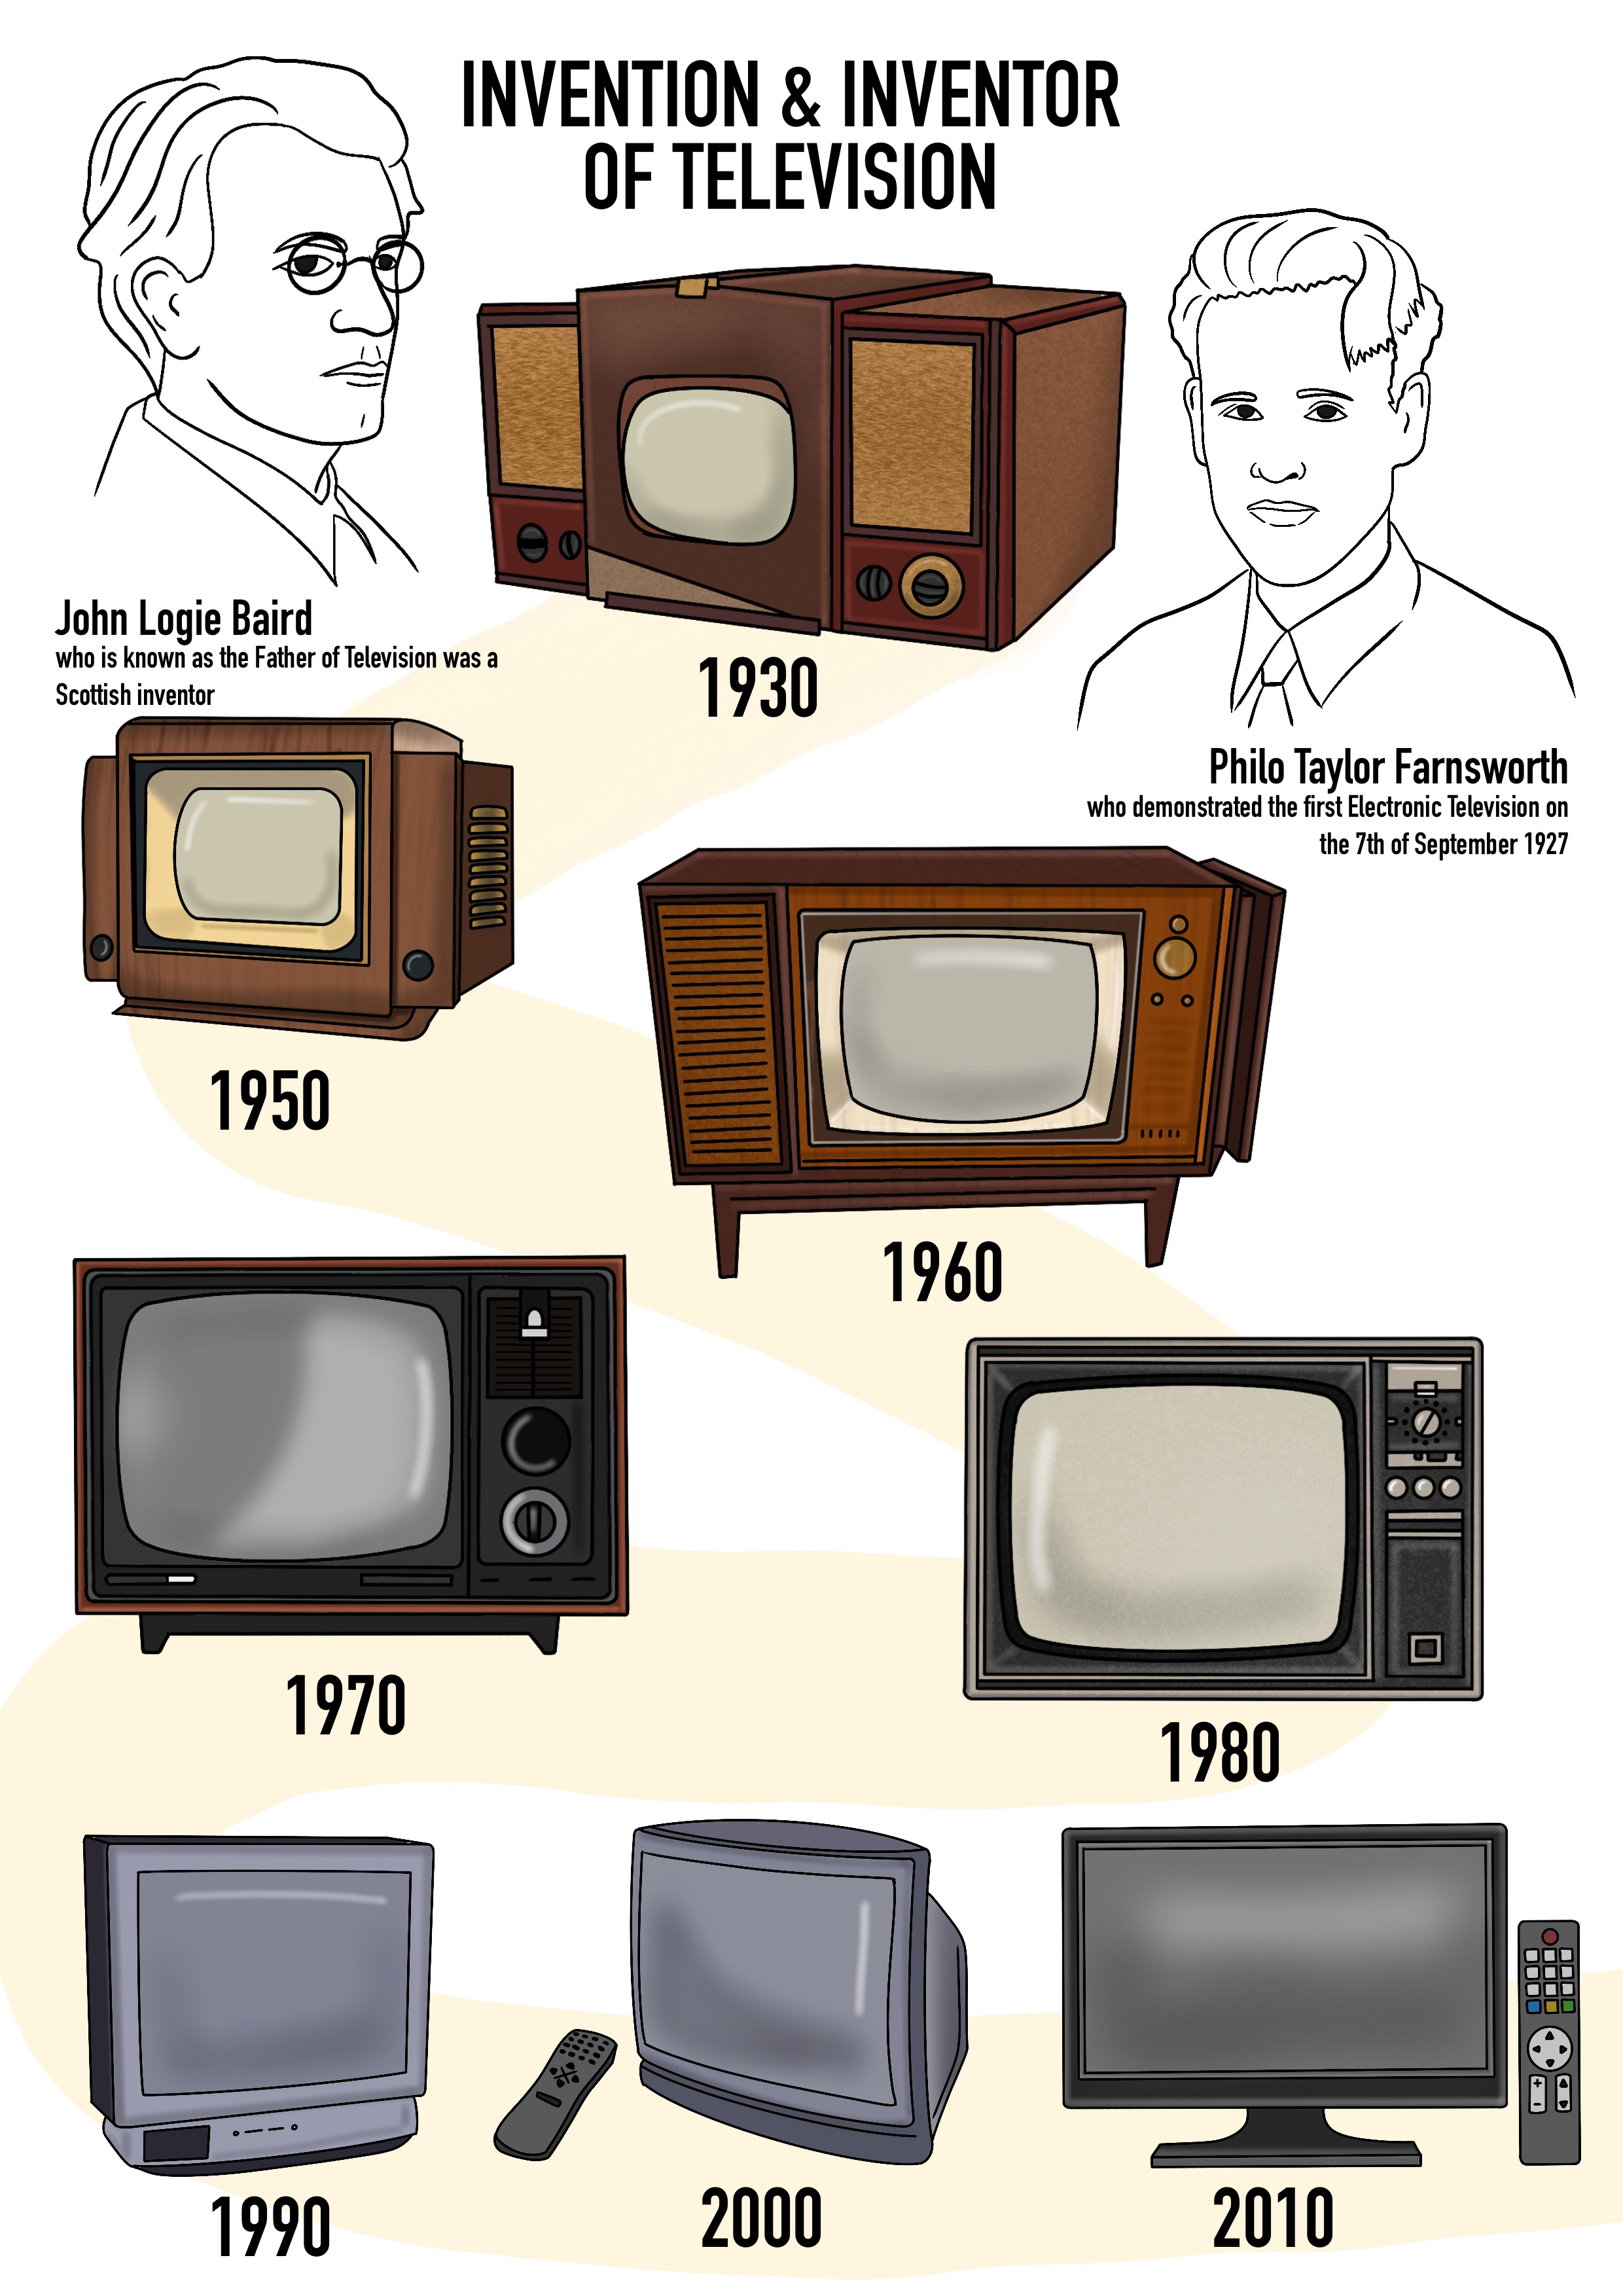 INVENTION & INVENTOR
OF TELEVISION
John Logie Baird
who is known as the Father of Television was a
Scottish inventor
1930
Philo Taylor Farnsworth
who demonstrated the first Electronic Television on
the 7th of September 1927
1950
1960
1970
1980
1990
2000
2010